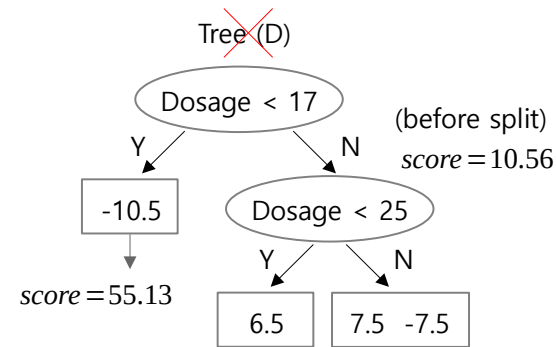 Tree (D)
Dosage < 17
(before split)
Y
N
score=10.56
-10.5
Dosage < 25
Y
N
score=55.13
6.5
7.5 -7.5